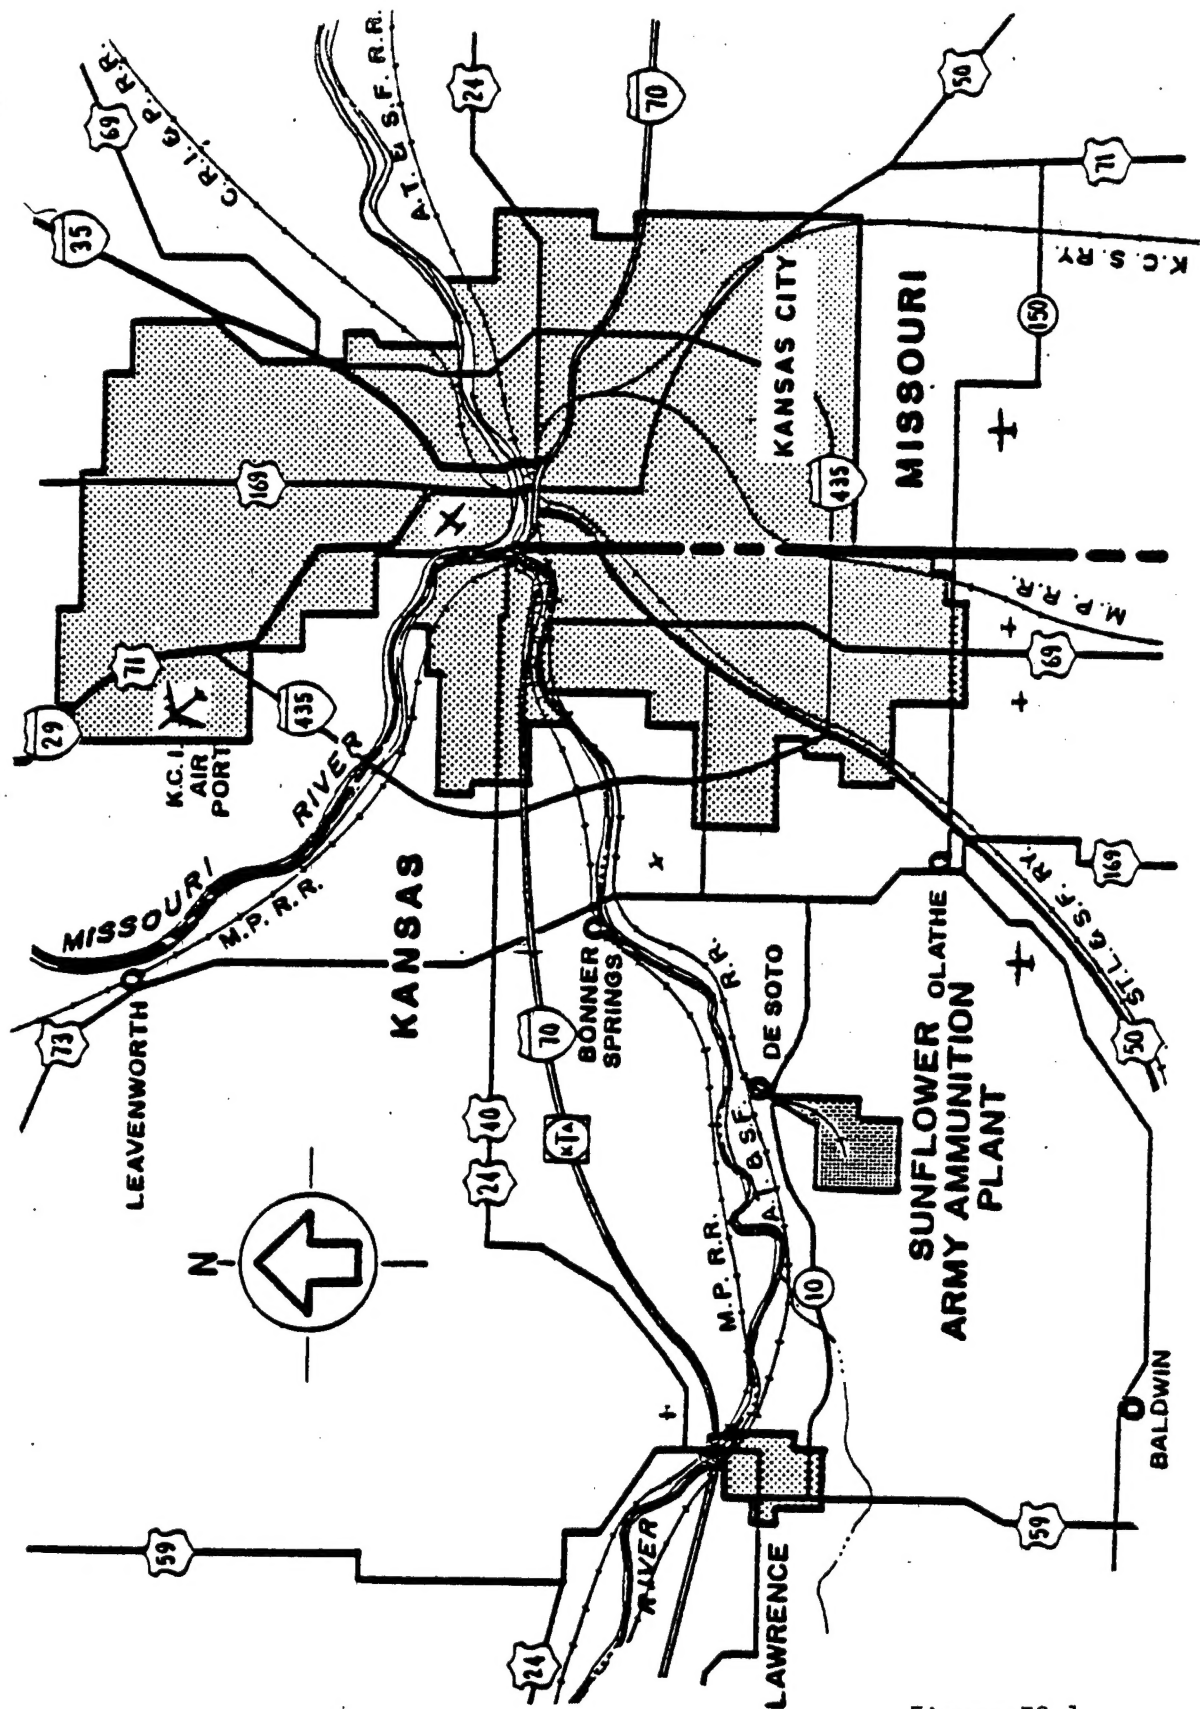 59
24
RIVER
LAWRENCE
59
BALDWIN
N
LEAVENWORTH
73
MISSOURI
RIVER
M. P. R. R.
KANSAS
24
40
KTA
70
BONNER
SPRINGS
M.P. R.R.
A. T. & S.F. R.R.
10
DE SOTO
SUNFLOWER
ARMY AMMUNITION
PLANT
OLATHE
50
ST. L. & S.F. RY.
169
29
71
K.C.I.
AIR
PORT
435
169
35
69
C. R. I. & P. R. R.
A.T. & S.F. R.R.
24
70
50
71
K.C.S. RY.
150
KANSAS CITY
435
MISSOURI
M. P. R. R.
69